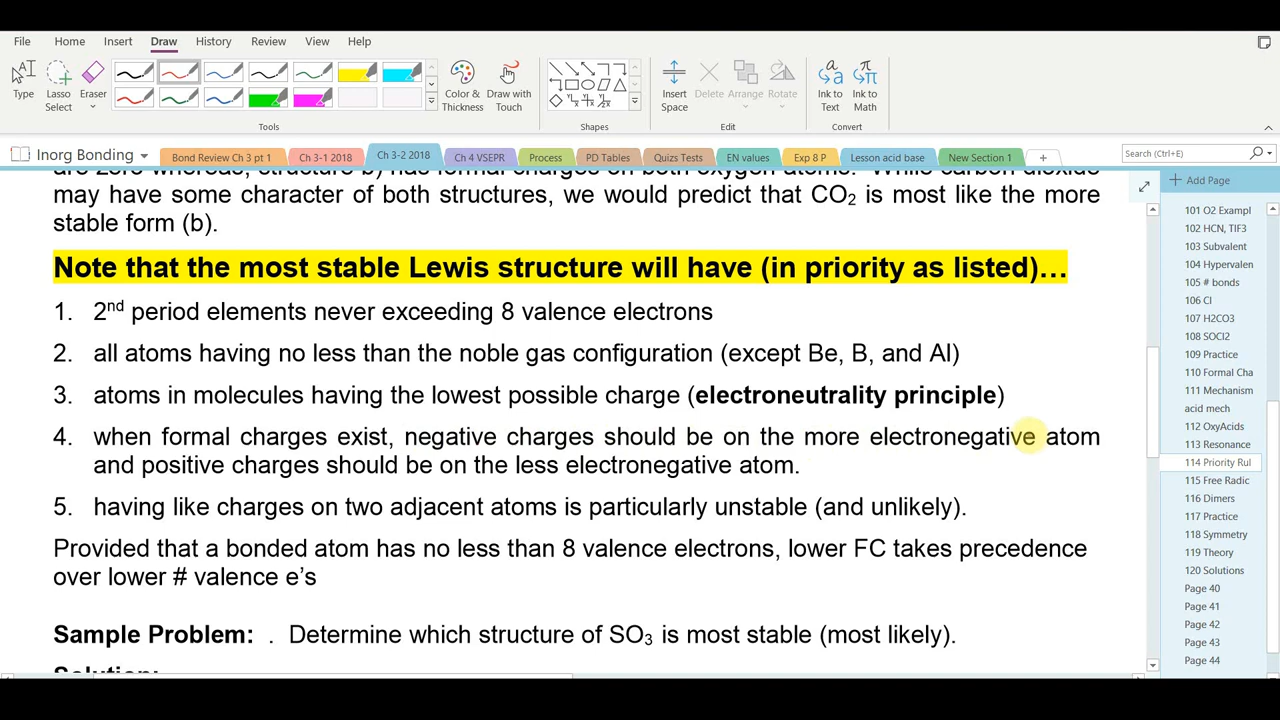 File Home Insert Draw History Review View Help
Type Lasso Select Eraser Color & Thickness Draw with Touch Insert Space Delete Arrange Rotate Ink to Text Ink to Math
Tools Shapes Edit Convert
Inorg Bonding Bond Review Ch 3 pt 1 Ch 3-1 2018 Ch 3-2 2018 Ch 4 VSEPR Process PD Tables Quizs Tests EN values Exp 8 P Lesson acid base New Section 1 + Search (Ctrl+E)
may have some character of both structures, we would predict that CO₂ is most like the more
stable form (b).
Note that the most stable Lewis structure will have (in priority as listed)…
1. 2nd period elements never exceeding 8 valence electrons
2. all atoms having no less than the noble gas configuration (except Be, B, and Al)
3. atoms in molecules having the lowest possible charge (electroneutrality principle)
4. when formal charges exist, negative charges should be on the more electronegative atom
and positive charges should be on the less electronegative atom.
5. having like charges on two adjacent atoms is particularly unstable (and unlikely).
Provided that a bonded atom has no less than 8 valence electrons, lower FC takes precedence
over lower # valence e's
Sample Problem: . Determine which structure of SO₃ is most stable (most likely).
+ Add Page
101 O2 Exampl
102 HCN, TIF3
103 Subvalent
104 Hypervalen
105 # bonds
106 CI
107 H2CO3
108 SOCI2
109 Practice
110 Formal Cha
111 Mechanism
acid mech
112 OxyAcids
113 Resonance
114 Priority Rul
115 Free Radic
116 Dimers
117 Practice
118 Symmetry
119 Theory
120 Solutions
Page 40
Page 41
Page 42
Page 43
Page 44